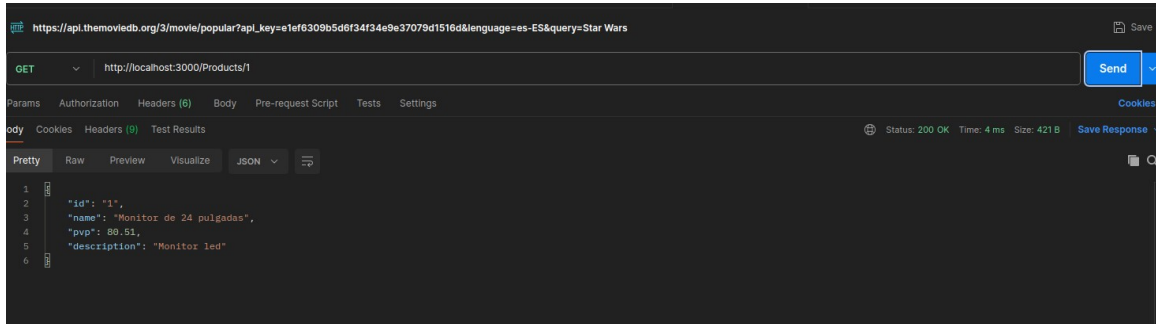 HTTP https://api.themoviedb.org/3/movie/popular?api_key=e1ef6309b5d6f34f34e9e37079d1516d&lenguage=es-ES&query=Star Wars Save
GET http://localhost:3000/Products/1 Send
Params Authorization Headers (6) Body Pre-request Script Tests Settings Cookies
ody Cookies Headers (9) Test Results Status: 200 OK Time: 4 ms Size: 421 B Save Response
Pretty Raw Preview Visualize JSON
1 {
2 "id": "1",
3 "name": "Monitor de 24 pulgadas",
4 "pvp": 80.51,
5 "description": "Monitor led"
6 }